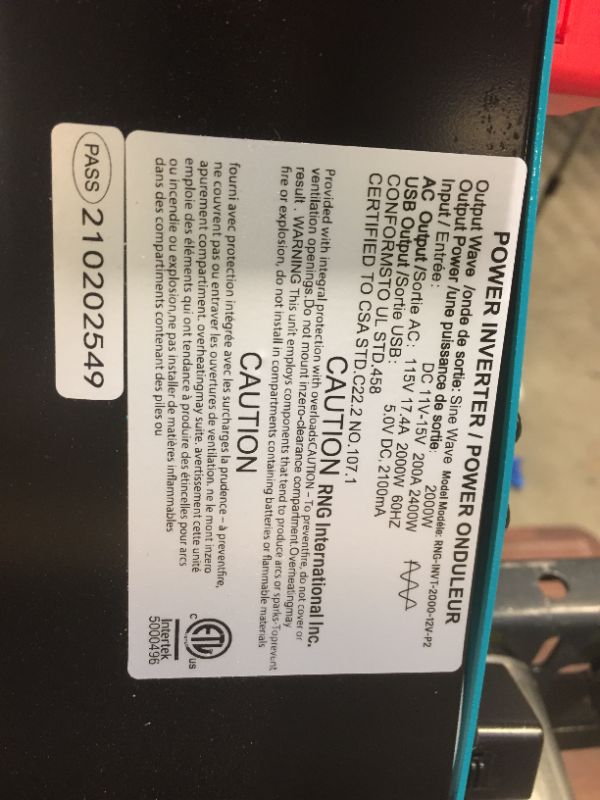 POWER INVERTER / POWER ONDULEUR
Output Wave /onde de sortie: Sine Wave Model Modéle: RNG-INVT-2000-12V-P2
Output Power /une puissance de sortie: 2000W
Input / Entrée: DC 11V-15V 200A 2400W
AC Output /Sortie AC: 115V 17.4A 2000W 60HZ
USB Output /Sortie USB: 5.0V DC, 2100mA
CONFORMSTO UL STD.458
CERTIFIED TO CSA STD.C22.2 NO.107.1
CAUTION RNG International Inc.
Provided with integral protection with overloadsCAUTION - To preventfire, do not cover or
ventilation openings.Do not mount inzero-clearance compartment.Overheatingmay
result . WARNING This unit employs components that tend to produce arcs or sparks-Toprevent
fire or explosion, do not install in compartments containing batteries or flammable materials
CAUTION
fourni avec protection intégrée avec les surcharges la prudence - à preventfire,
ne couvrent pas ou entraver les ouvertures de ventilation. ne le mont inzero
apurement compartiment. overheatingmay suite. avertissement cette unité
emploie des éléments qui ont tendance à produire des étincelles pour arcs
ou incendie ou explosion,ne pas installer de matières inflammables
dans des compartiments contenant des piles ou
C ETL US
Intertek
5000496
PASS 210202549